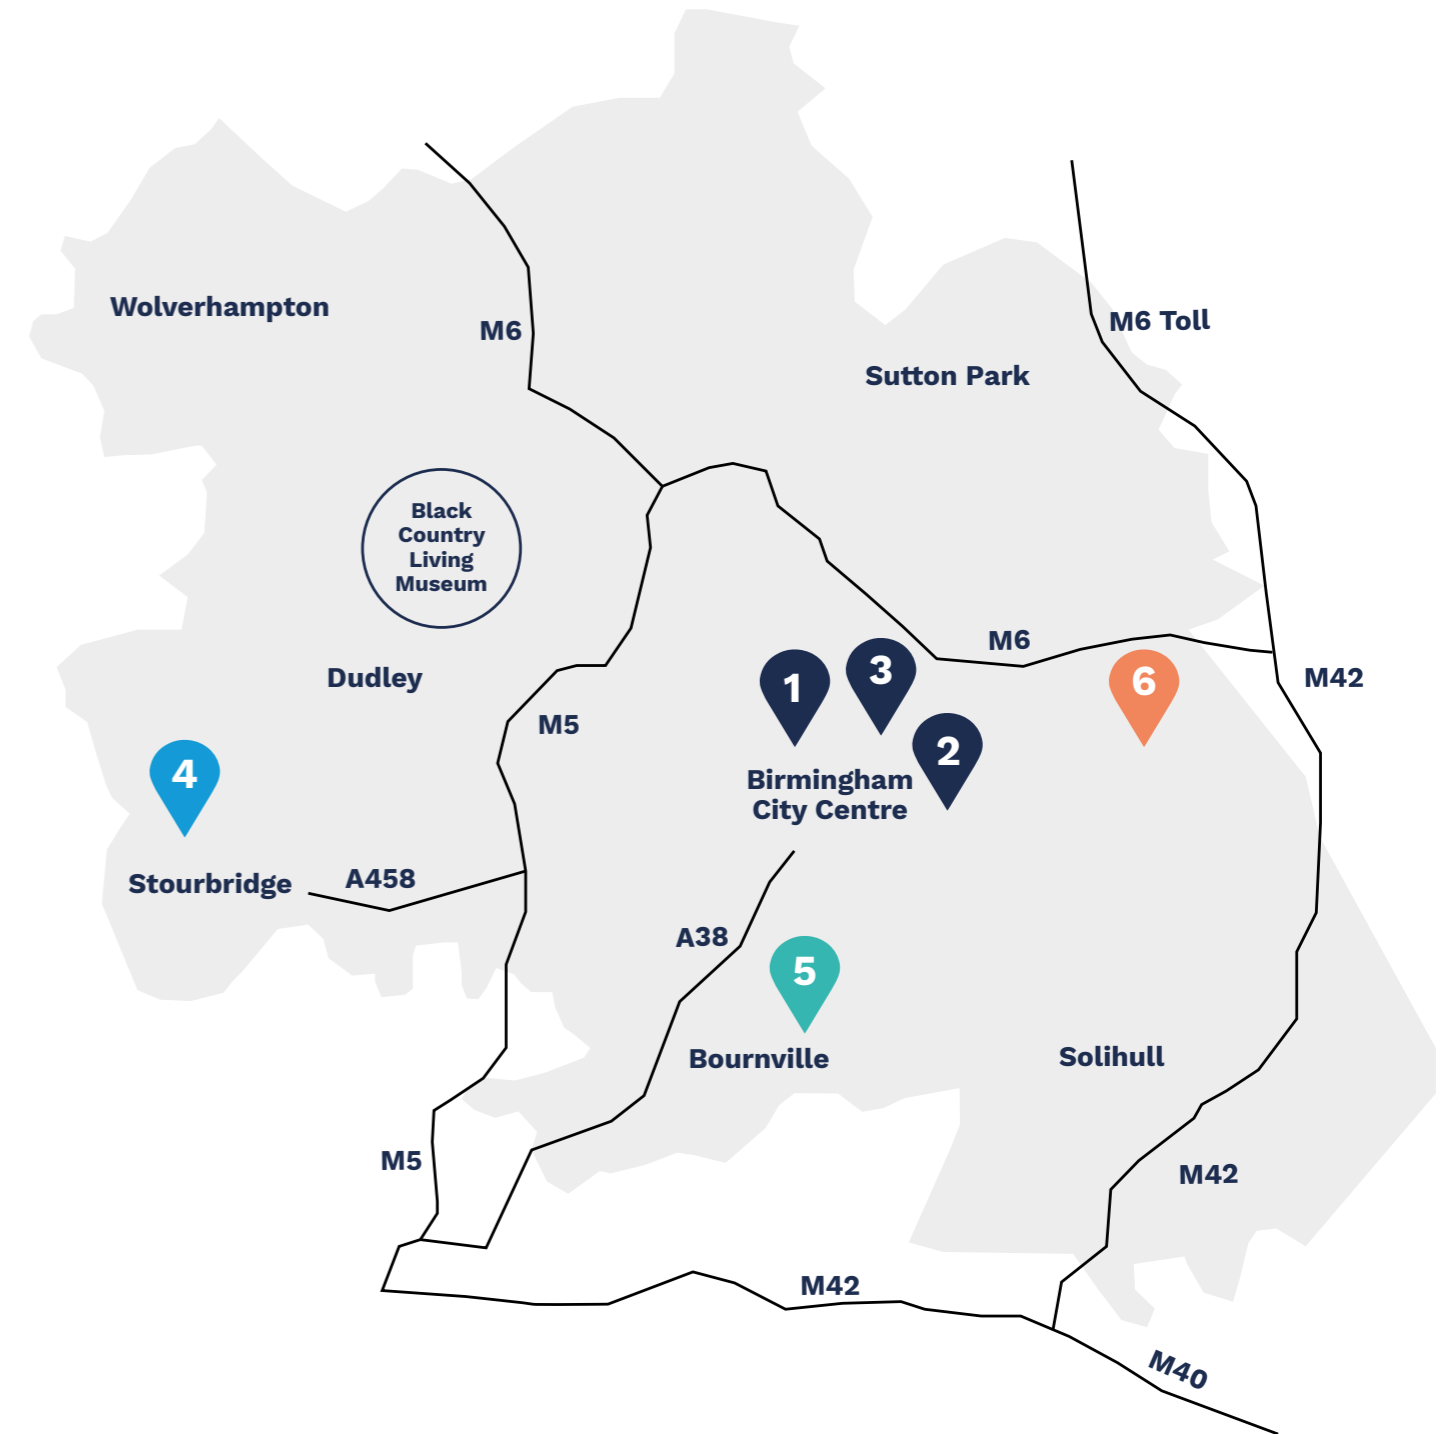 Wolverhampton
M6
M6 Toll
Sutton Park
Black
Country
Living
Museum
M6
Dudley
M5
1
3
2
6
M42
4
Birmingham
City Centre
Stourbridge
A458
A38
5
Bournville
Solihull
M5
M42
M42
M40